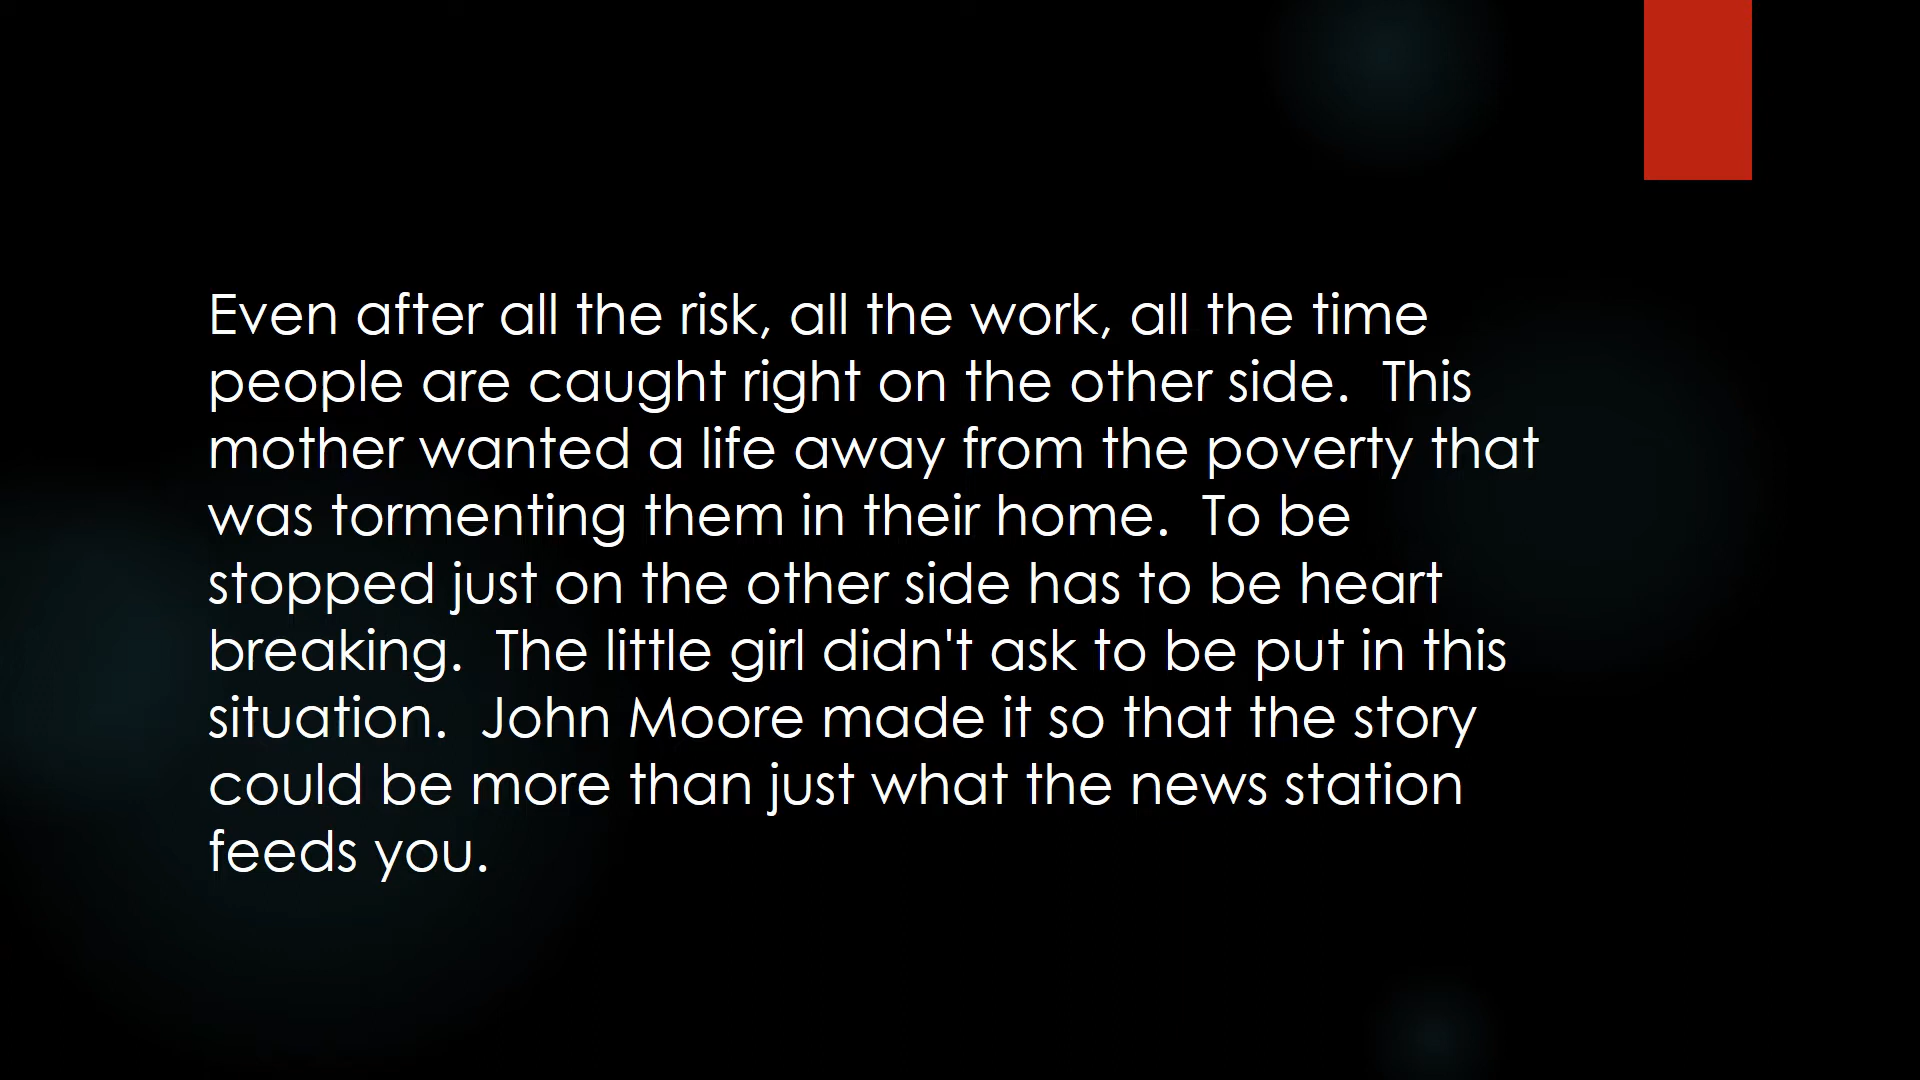 Even after all the risk, all the work, all the time
people are caught right on the other side.  This
mother wanted a life away from the poverty that
was tormenting them in their home.  To be
stopped just on the other side has to be heart
breaking.  The little girl didn't ask to be put in this
situation.  John Moore made it so that the story
could be more than just what the news station
feeds you.